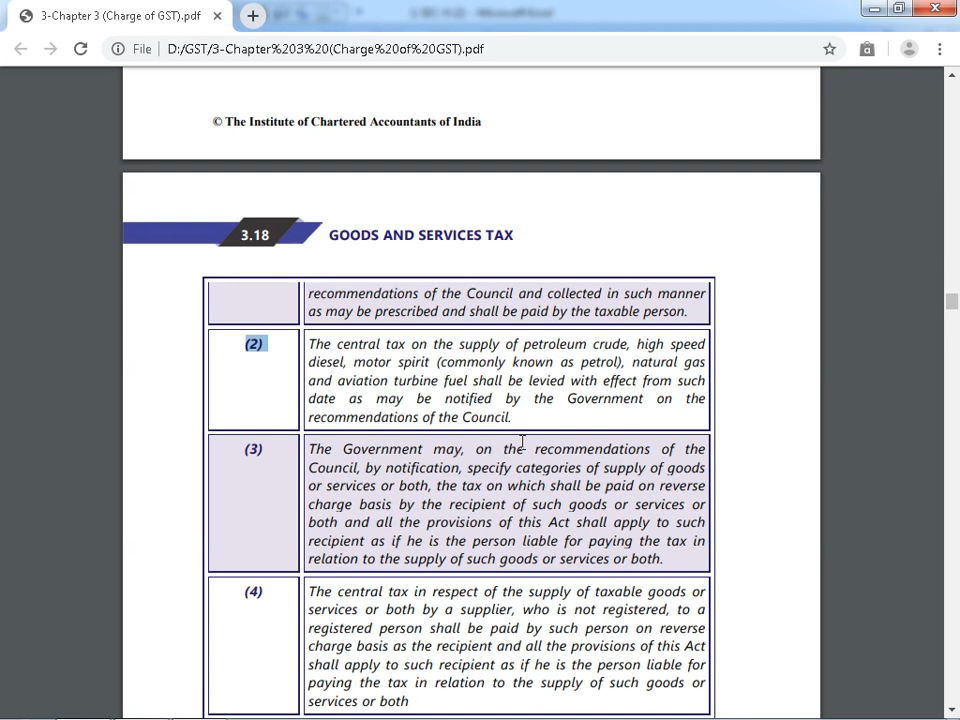 3-Chapter 3 (Charge of GST).pdf
File
D:/GST/3-Chapter%203%20(Charge%20of%20GST).pdf
© The Institute of Chartered Accountants of India
3.18
GOODS AND SERVICES TAX
recommendations of the Council and collected in such manner
as may be prescribed and shall be paid by the taxable person.
(2)
The central tax on the supply of petroleum crude, high speed
diesel, motor spirit (commonly known as petrol), natural gas
and aviation turbine fuel shall be levied with effect from such
date as may be notified by the Government on the
recommendations of the Council.
(3)
The Government may, on the recommendations of the
Council, by notification, specify categories of supply of goods
or services or both, the tax on which shall be paid on reverse
charge basis by the recipient of such goods or services or
both and all the provisions of this Act shall apply to such
recipient as if he is the person liable for paying the tax in
relation to the supply of such goods or services or both.
(4)
The central tax in respect of the supply of taxable goods or
services or both by a supplier, who is not registered, to a
registered person shall be paid by such person on reverse
charge basis as the recipient and all the provisions of this Act
shall apply to such recipient as if he is the person liable for
paying the tax in relation to the supply of such goods or
services or both